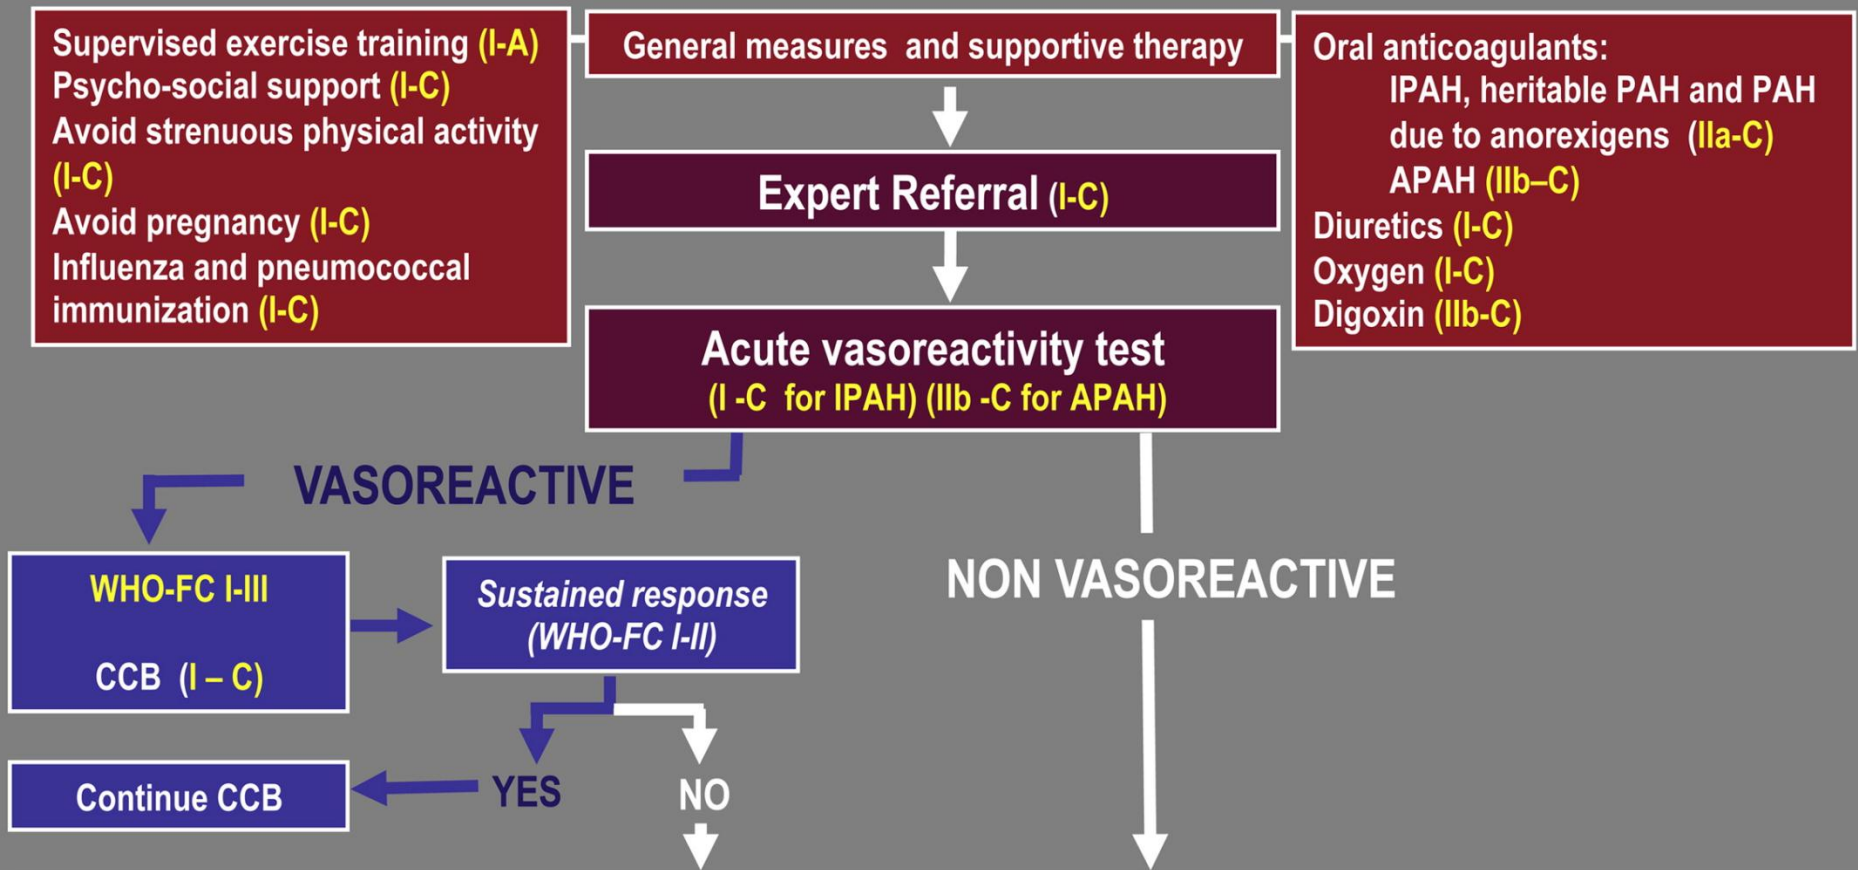 Supervised exercise training (I-A)
Psycho-social support (I-C)
Avoid strenuous physical activity
(I-C)
Avoid pregnancy (I-C)
Influenza and pneumococcal
immunization (I-C)
General measures and supportive therapy
Oral anticoagulants:
IPAH, heritable PAH and PAH
due to anorexigens (IIa-C)
APAH (IIb–C)
Diuretics (I-C)
Oxygen (I-C)
Digoxin (IIb-C)
Expert Referral (I-C)
Acute vasoreactivity test
(I -C for IPAH) (IIb -C for APAH)
VASOREACTIVE
NON VASOREACTIVE
WHO-FC I-III
CCB (I – C)
Sustained response
(WHO-FC I-II)
YES
NO
Continue CCB